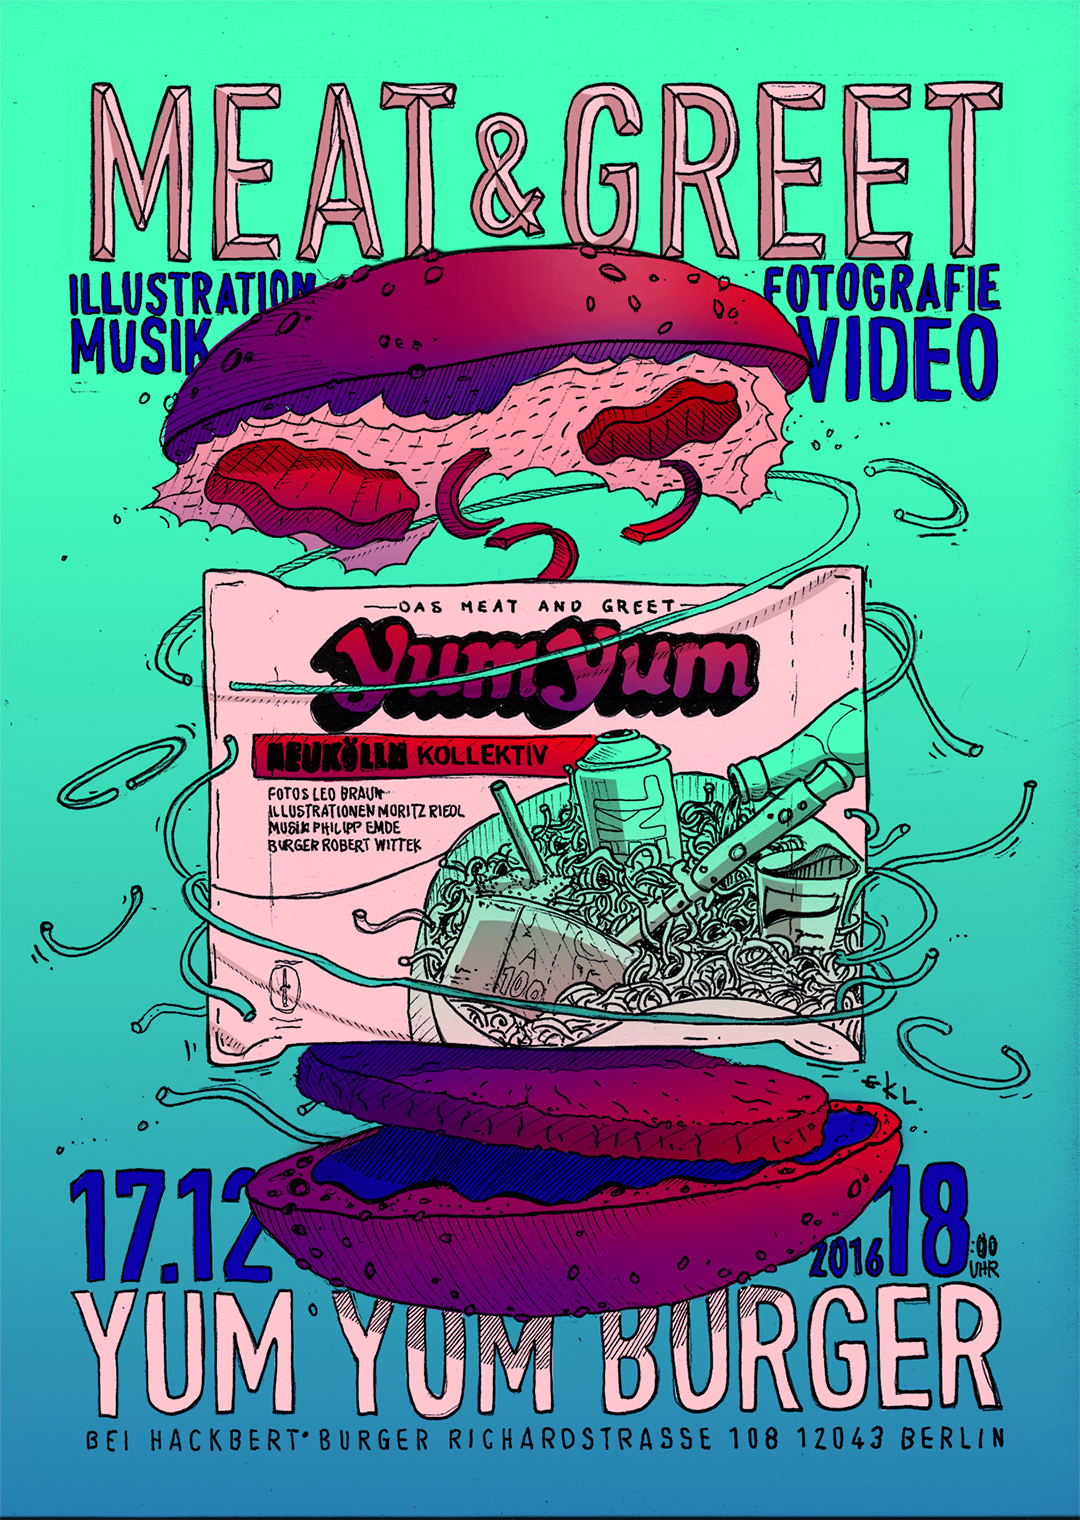 MEAT & GREET
ILLUSTRATION
MUSIK
FOTOGRAFIE
VIDEO
DAS MEAT AND GREET
YumYum
NEUKÖLLN KOLLEKTIV
FOTOS LEO BRAUN
ILLUSTRATIONEN MORITZ RIEDL
MUSIK PHILIPP EMDE
BURGER ROBERT WITTEK
A
100
EKL
17.12
2016 18:00 UHR
YUM YUM BURGER
BEI HACKBERT BURGER RICHARDSTRASSE 108 12043 BERLIN